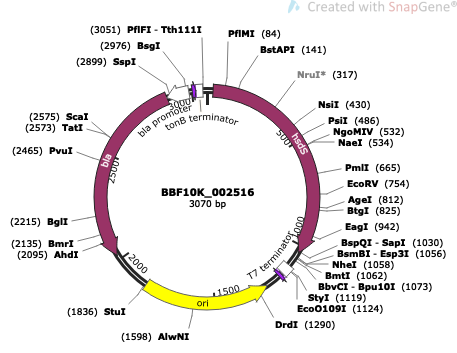 Created with SnapGene®
(3051) PflFI - Tth111I
(2976) BsgI
(2899) SspI
PflMI (84)
BstAPI (141)
NruI* (317)
NsiI (430)
PsiI (486)
NgoMIV (532)
NaeI (534)
PmlI (665)
EcoRV (754)
AgeI (812)
BtgI (825)
EagI (942)
BspQI - SapI (1030)
BsmBI - Esp3I (1056)
NheI (1058)
BmtI (1062)
BbvCI - Bpu10I (1073)
StyI (1119)
EcoO109I (1124)
DrdI (1290)
(1598) AlwNI
(1836) StuI
(2095) AhdI
(2135) BmrI
(2215) BglI
(2465) PvuI
(2573) TatI
(2575) ScaI
bla promoter
tonB terminator
T7 terminator
hsdS
bla
ori
500
1000
1500
2000
2500
3000
BBF10K_002516
3070 bp